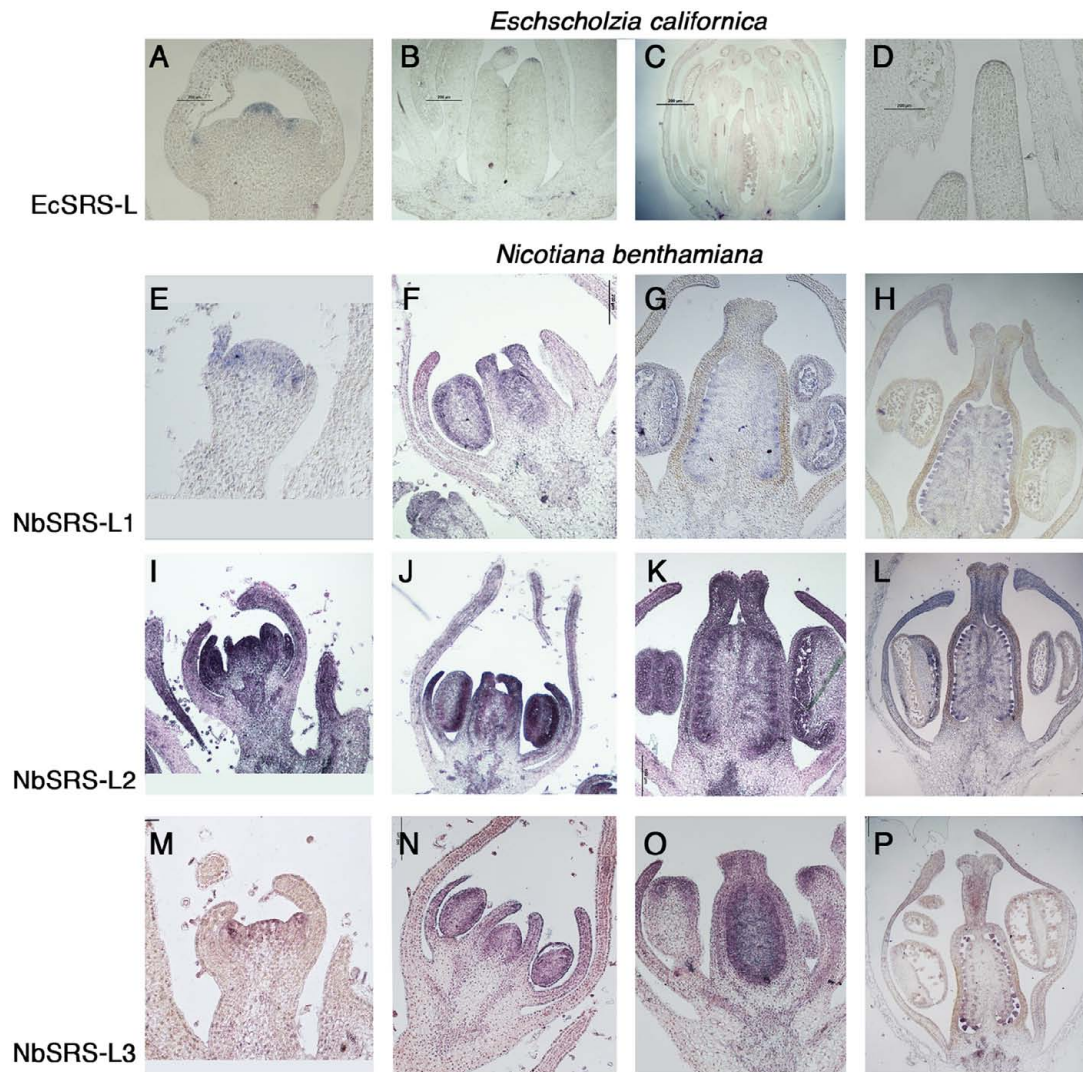 Eschscholzia californica
A B C D
EcSRS-L
Nicotiana benthamiana
E F G H
NbSRS-L1
I J K L
NbSRS-L2
M N O P
NbSRS-L3